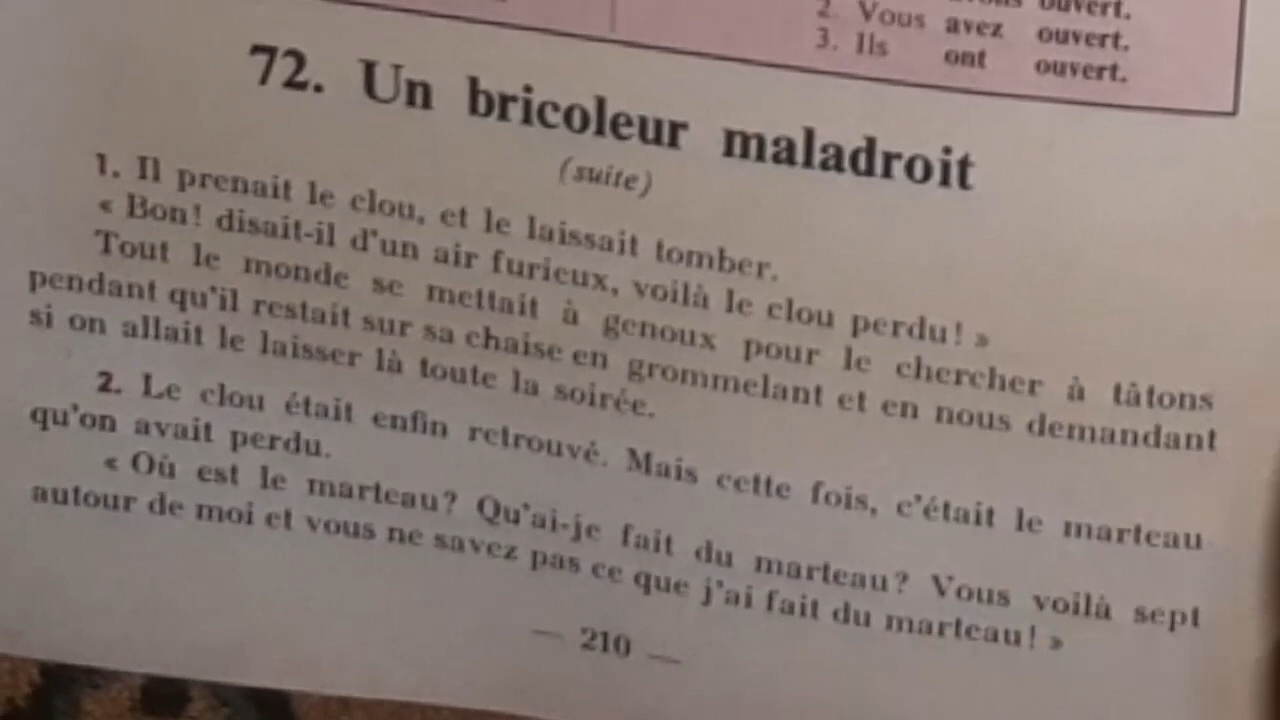 ouvert.
2. Vous avez ouvert.
3. Ils ont ouvert.
72. Un bricoleur maladroit
(suite)
1. Il prenait le clou, et le laissait tomber.
« Bon! disait-il d'un air furieux, voilà le clou perdu! »
Tout le monde se mettait à genoux pour le chercher à tâtons
pendant qu'il restait sur sa chaise en grommelant et en nous demandant
si on allait le laisser là toute la soirée.
2. Le clou était enfin retrouvé. Mais cette fois, c'était le marteau
qu'on avait perdu.
« Où est le marteau? Qu'ai-je fait du marteau? Vous voilà sept
autour de moi et vous ne savez pas ce que j'ai fait du marteau! »
— 210 —